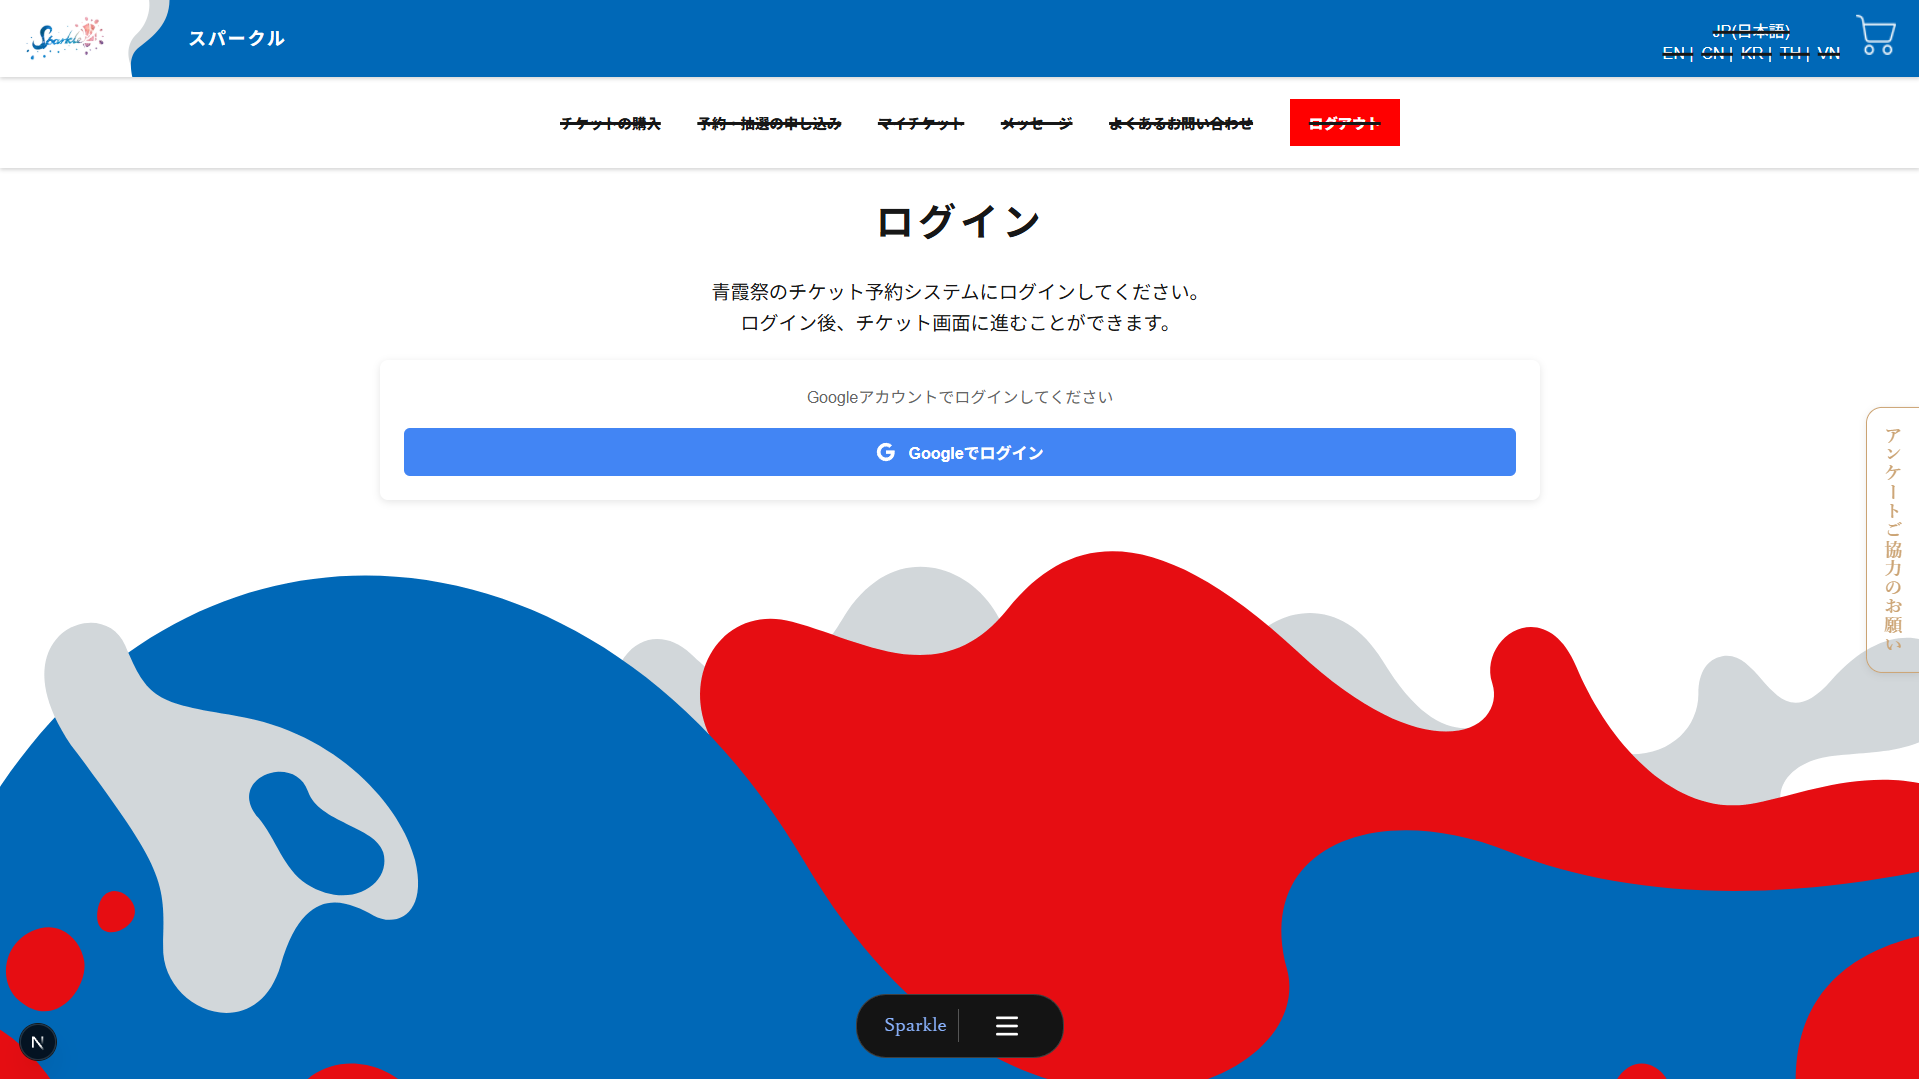 Sparkle
スパークル
JP(日本語)
EN | CN | KR | TH | VN
チケットの購入 予約・抽選の申し込み マイチケット メッセージ よくあるお問い合わせ ログアウト
ログイン
青霞祭のチケット予約システムにログインしてください。
ログイン後、チケット画面に進むことができます。
Googleアカウントでログインしてください
G Googleでログイン
アンケートご協力のお願い
Sparkle
N